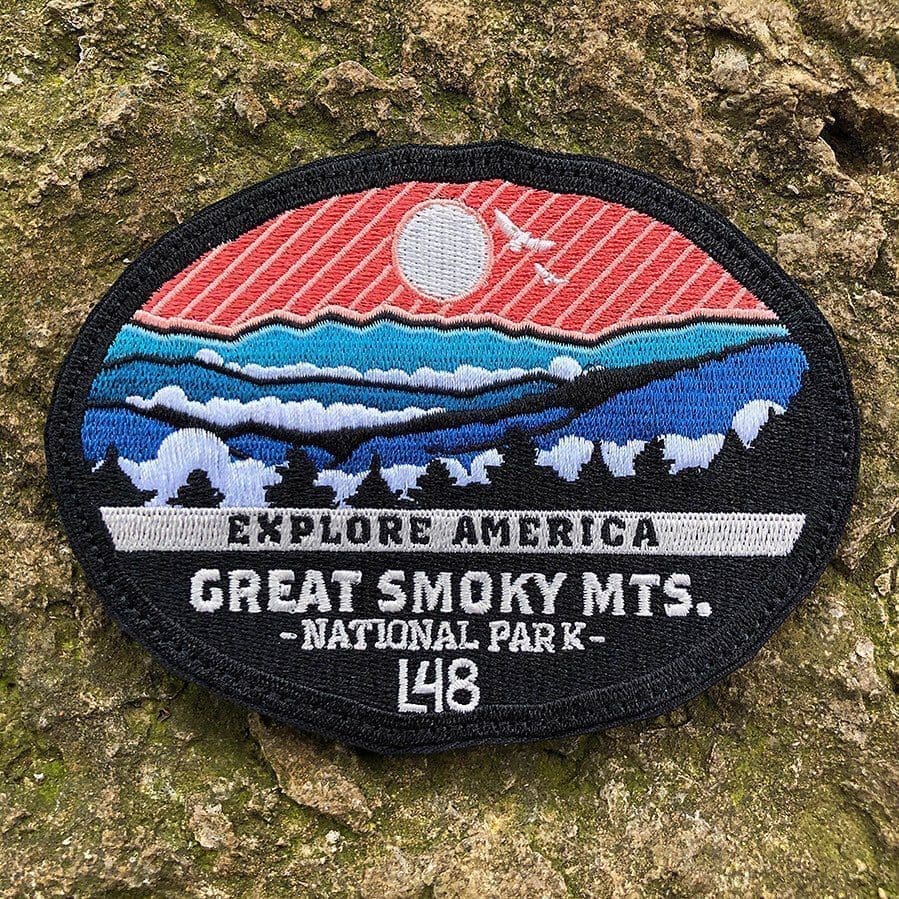 EXPLORE AMERICA
GREAT SMOKY MTS.
-NATIONAL PARK-
L48